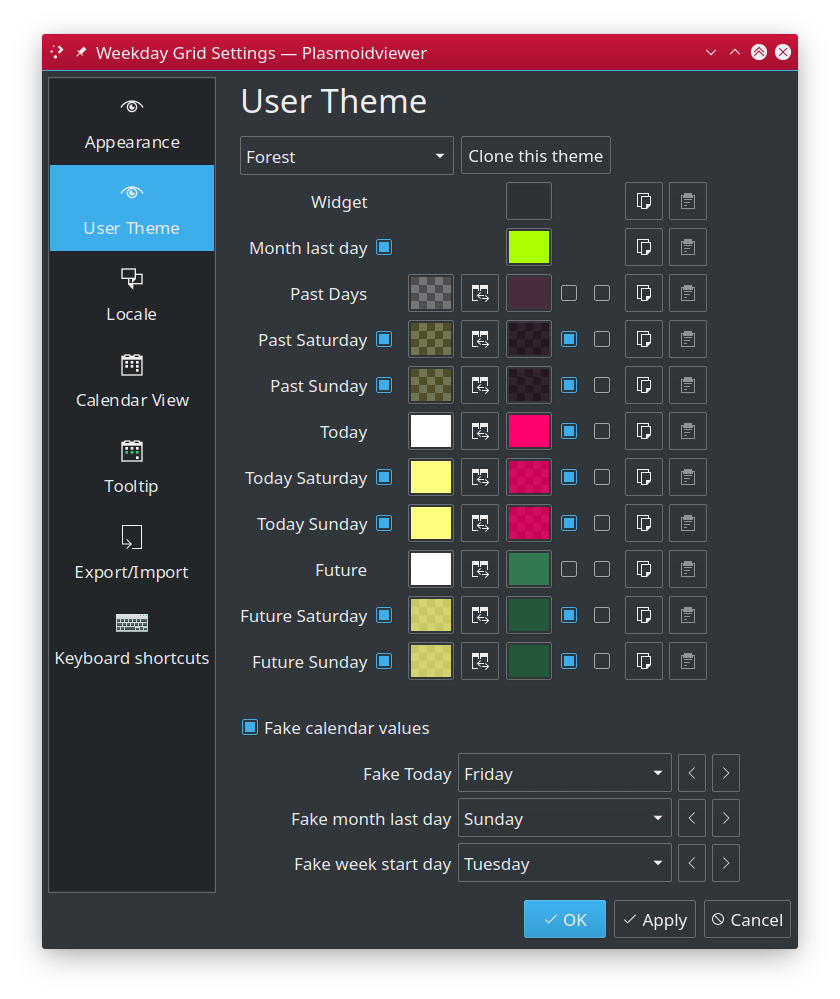 Weekday Grid Settings — Plasmoidviewer
Appearance
User Theme
Locale
Calendar View
Tooltip
Export/Import
Keyboard shortcuts
User Theme
Forest
Clone this theme
Widget
Month last day
Past Days
Past Saturday
Past Sunday
Today
Today Saturday
Today Sunday
Future
Future Saturday
Future Sunday
Fake calendar values
Fake Today Friday
Fake month last day Sunday
Fake week start day Tuesday
OK Apply Cancel